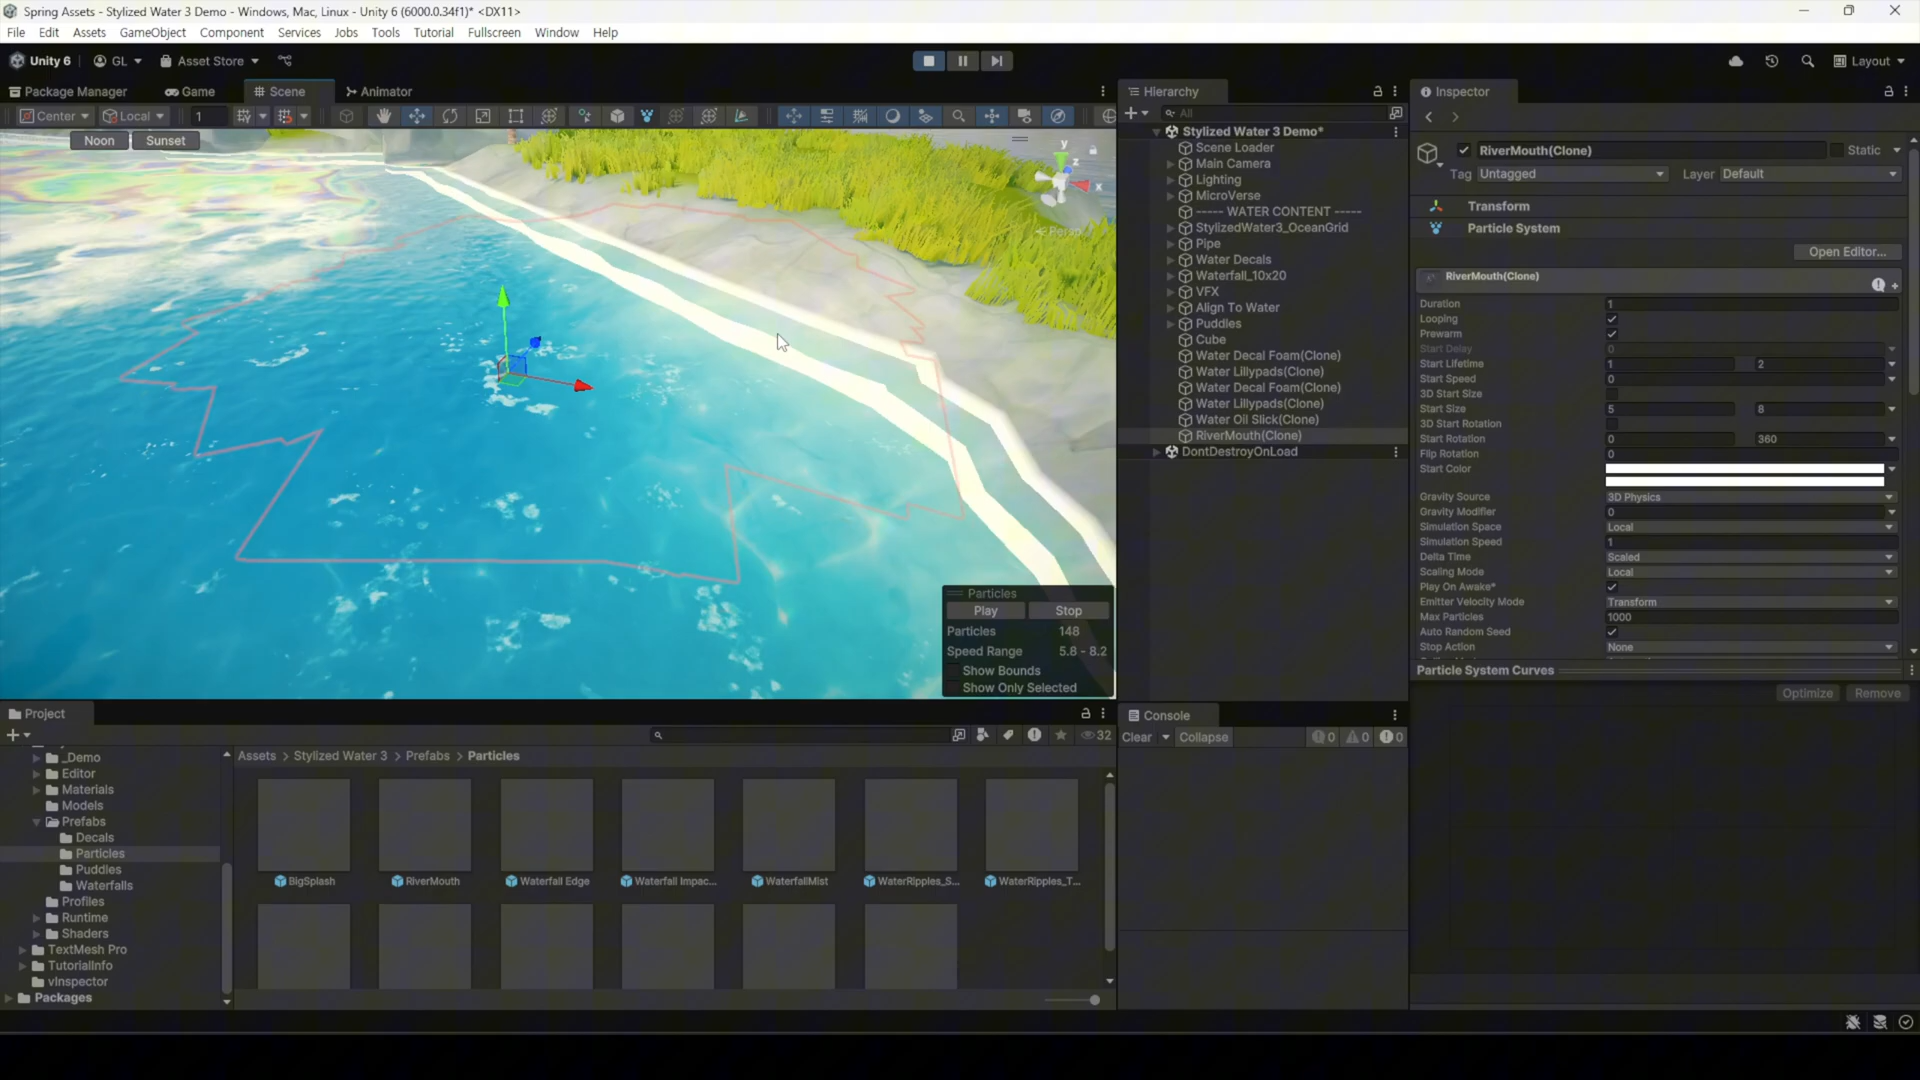 Spring Assets - Stylized Water 3 Demo - Windows, Mac, Linux - Unity 6 (6000.0.34f1)* <DX11>
File Edit Assets GameObject Component Services Jobs Tools Tutorial Fullscreen Window Help
Unity 6 GL Asset Store Layout
Package Manager Game Scene Animator
Center Local 1
Noon Sunset
y
z
x
Persp
Particles
Play Stop
Particles 148
Speed Range 5.8 - 8.2
Show Bounds
Show Only Selected
Hierarchy
All
Stylized Water 3 Demo*
Scene Loader
Main Camera
Lighting
MicroVerse
----- WATER CONTENT -----
StylizedWater3_OceanGrid
Pipe
Water Decals
Waterfall_10x20
VFX
Align To Water
Puddles
Cube
Water Decal Foam(Clone)
Water Lillypads(Clone)
Water Decal Foam(Clone)
Water Lillypads(Clone)
Water Oil Slick(Clone)
RiverMouth(Clone)
DontDestroyOnLoad
Inspector
RiverMouth(Clone) Static
Tag Untagged Layer Default
Transform
Particle System
Open Editor...
RiverMouth(Clone)
Duration 1
Looping
Prewarm
Start Delay 0
Start Lifetime 1 2
Start Speed 0
3D Start Size
Start Size 5 8
3D Start Rotation
Start Rotation 0 360
Flip Rotation 0
Start Color
Gravity Source 3D Physics
Gravity Modifier 0
Simulation Space Local
Simulation Speed 1
Delta Time Scaled
Scaling Mode Local
Play On Awake*
Emitter Velocity Mode Transform
Max Particles 1000
Auto Random Seed
Stop Action None
Particle System Curves
Optimize Remove
Project
32
_Demo
Editor
Materials
Models
Prefabs
Decals
Particles
Puddles
Waterfalls
Profiles
Runtime
Shaders
TextMesh Pro
TutorialInfo
vInspector
Packages
Assets > Stylized Water 3 > Prefabs > Particles
BigSplash RiverMouth Waterfall Edge Waterfall Impac... WaterfallMist WaterRipples_S... WaterRipples_T...
Console
Clear Collapse 0 0 0